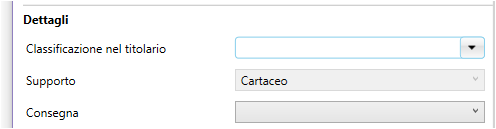 Dettagli
Classificazione nel titolario
Supporto Cartaceo
Consegna